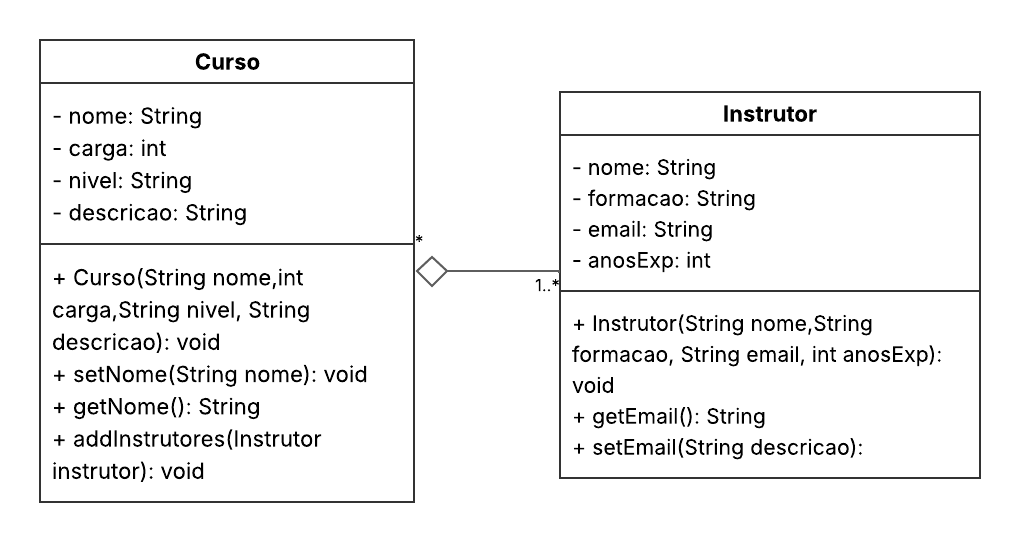 Curso
- nome: String
- carga: int
- nivel: String
- descricao: String
+ Curso(String nome,int
carga,String nivel, String
descricao): void
+ setNome(String nome): void
+ getNome(): String
+ addInstrutores(Instrutor
instrutor): void
*
1..*
Instrutor
- nome: String
- formacao: String
- email: String
- anosExp: int
+ Instrutor(String nome,String
formacao, String email, int anosExp):
void
+ getEmail(): String
+ setEmail(String descricao):